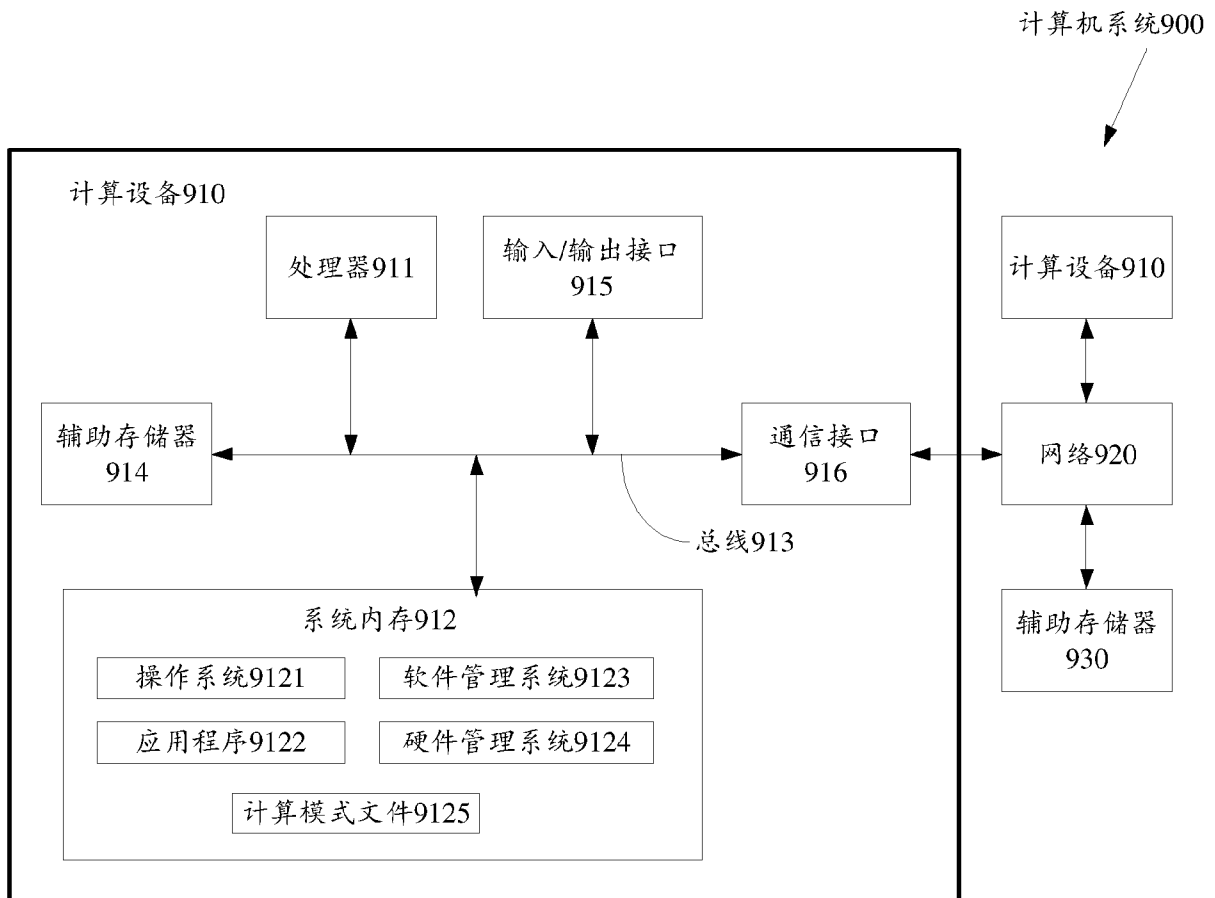 计算机系统900
计算设备910
处理器911
输入/输出接口
915
计算设备910
辅助存储器
914
通信接口
916
网络920
总线913
系统内存912
操作系统9121
软件管理系统9123
应用程序9122
硬件管理系统9124
计算模式文件9125
辅助存储器
930